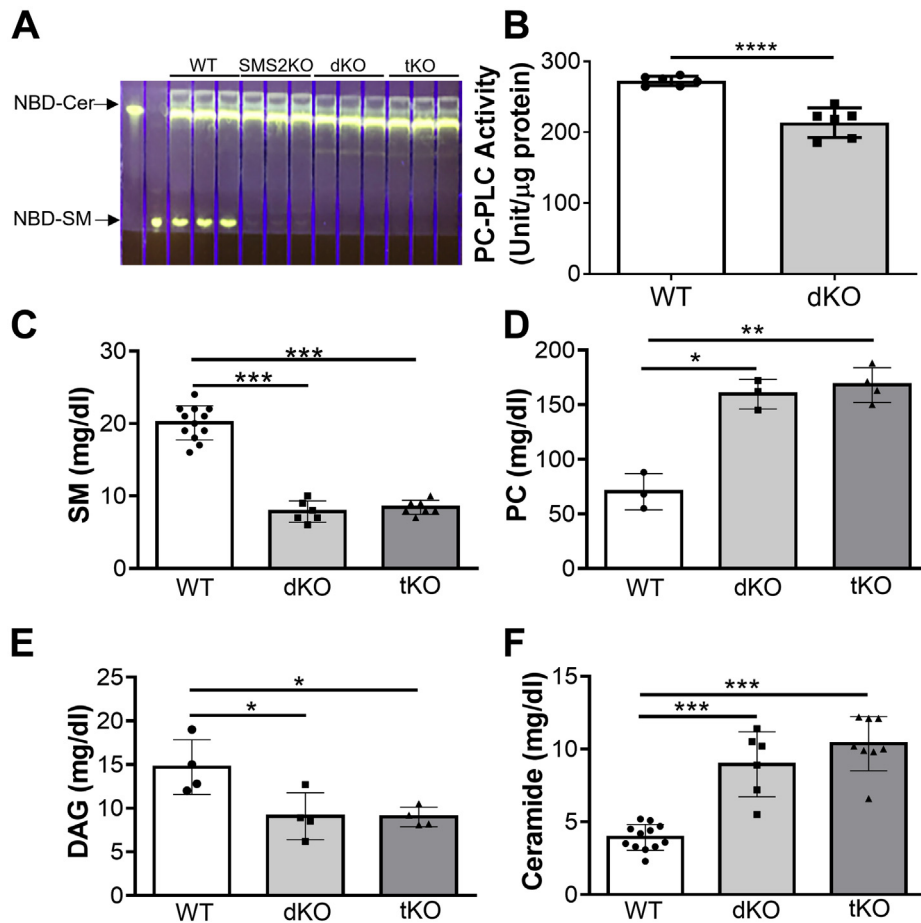 A
WT SMS2KO dKO tKO
NBD-Cer
NBD-SM
B
****
PC-PLC Activity
(Unit/µg protein)
300
200
100
0
WT dKO
C
***
***
SM (mg/dl)
30
20
10
0
WT dKO tKO
D
**
*
PC (mg/dl)
200
150
100
50
0
WT dKO tKO
E
*
*
DAG (mg/dl)
25
20
15
10
5
0
WT dKO tKO
F
***
***
Ceramide (mg/dl)
15
10
5
0
WT dKO tKO